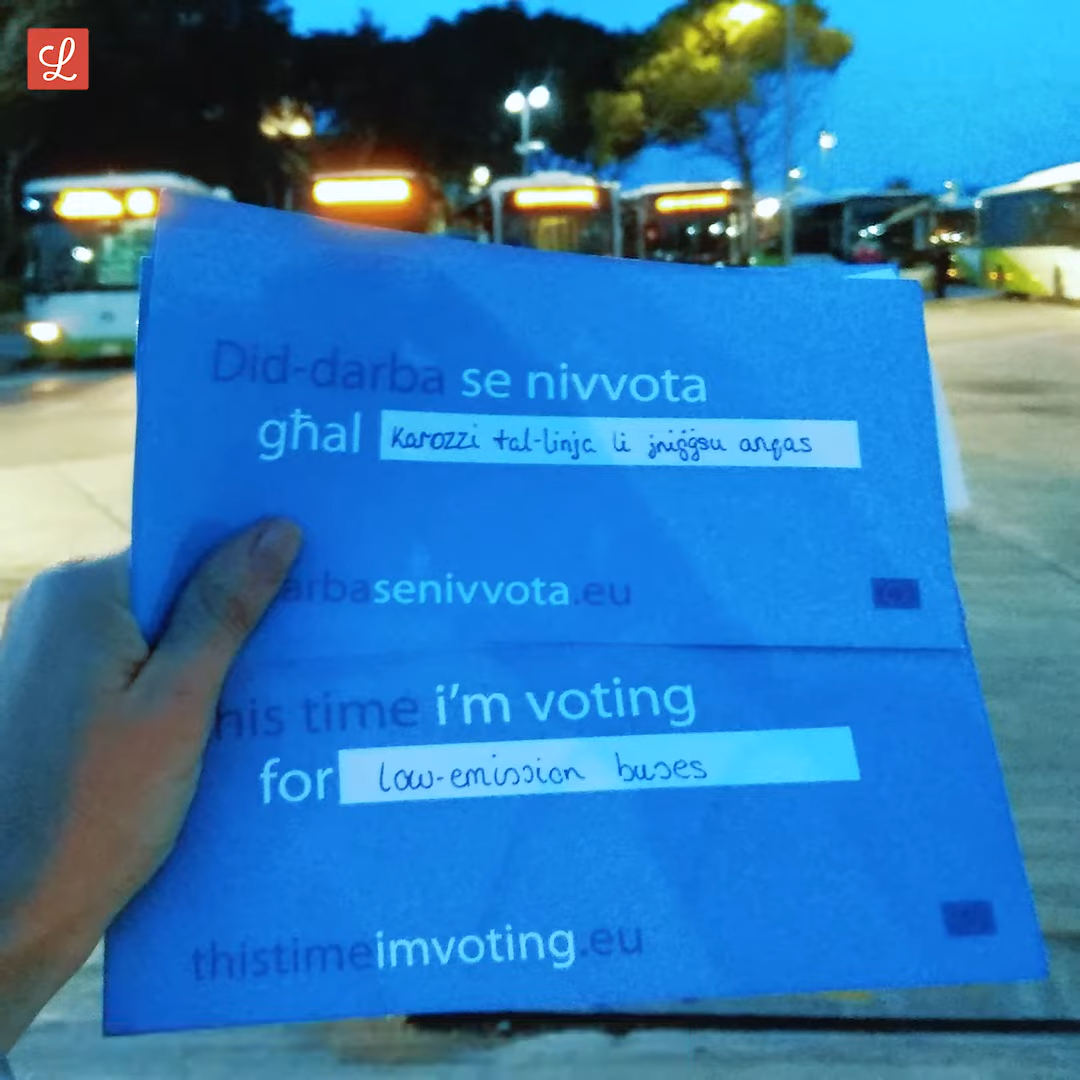 L
Did-darba se nivvota
għal karozzi tal-linja li jniġġsu anqas
arbasenivvota.eu
his time i'm voting
for low-emission buses
thistimeimvoting.eu